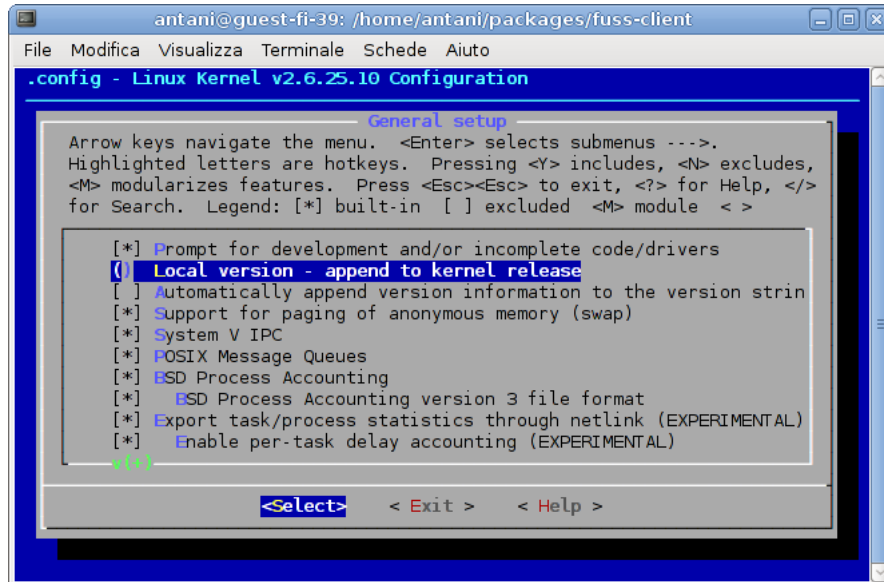 antani@guest-fi-39: /home/antani/packages/fuss-client
File Modifica Visualizza Terminale Schede Aiuto
.config - Linux Kernel v2.6.25.10 Configuration
General setup
Arrow keys navigate the menu. <Enter> selects submenus --->.
Highlighted letters are hotkeys. Pressing <Y> includes, <N> excludes,
<M> modularizes features. Press <Esc><Esc> to exit, <?> for Help, </>
for Search. Legend: [*] built-in [ ] excluded <M> module < >
[*] Prompt for development and/or incomplete code/drivers
() Local version - append to kernel release
[ ] Automatically append version information to the version strin
[*] Support for paging of anonymous memory (swap)
[*] System V IPC
[*] POSIX Message Queues
[*] BSD Process Accounting
[*] BSD Process Accounting version 3 file format
[*] Export task/process statistics through netlink (EXPERIMENTAL)
[*] Enable per-task delay accounting (EXPERIMENTAL)
v(+)
<Select> < Exit > < Help >